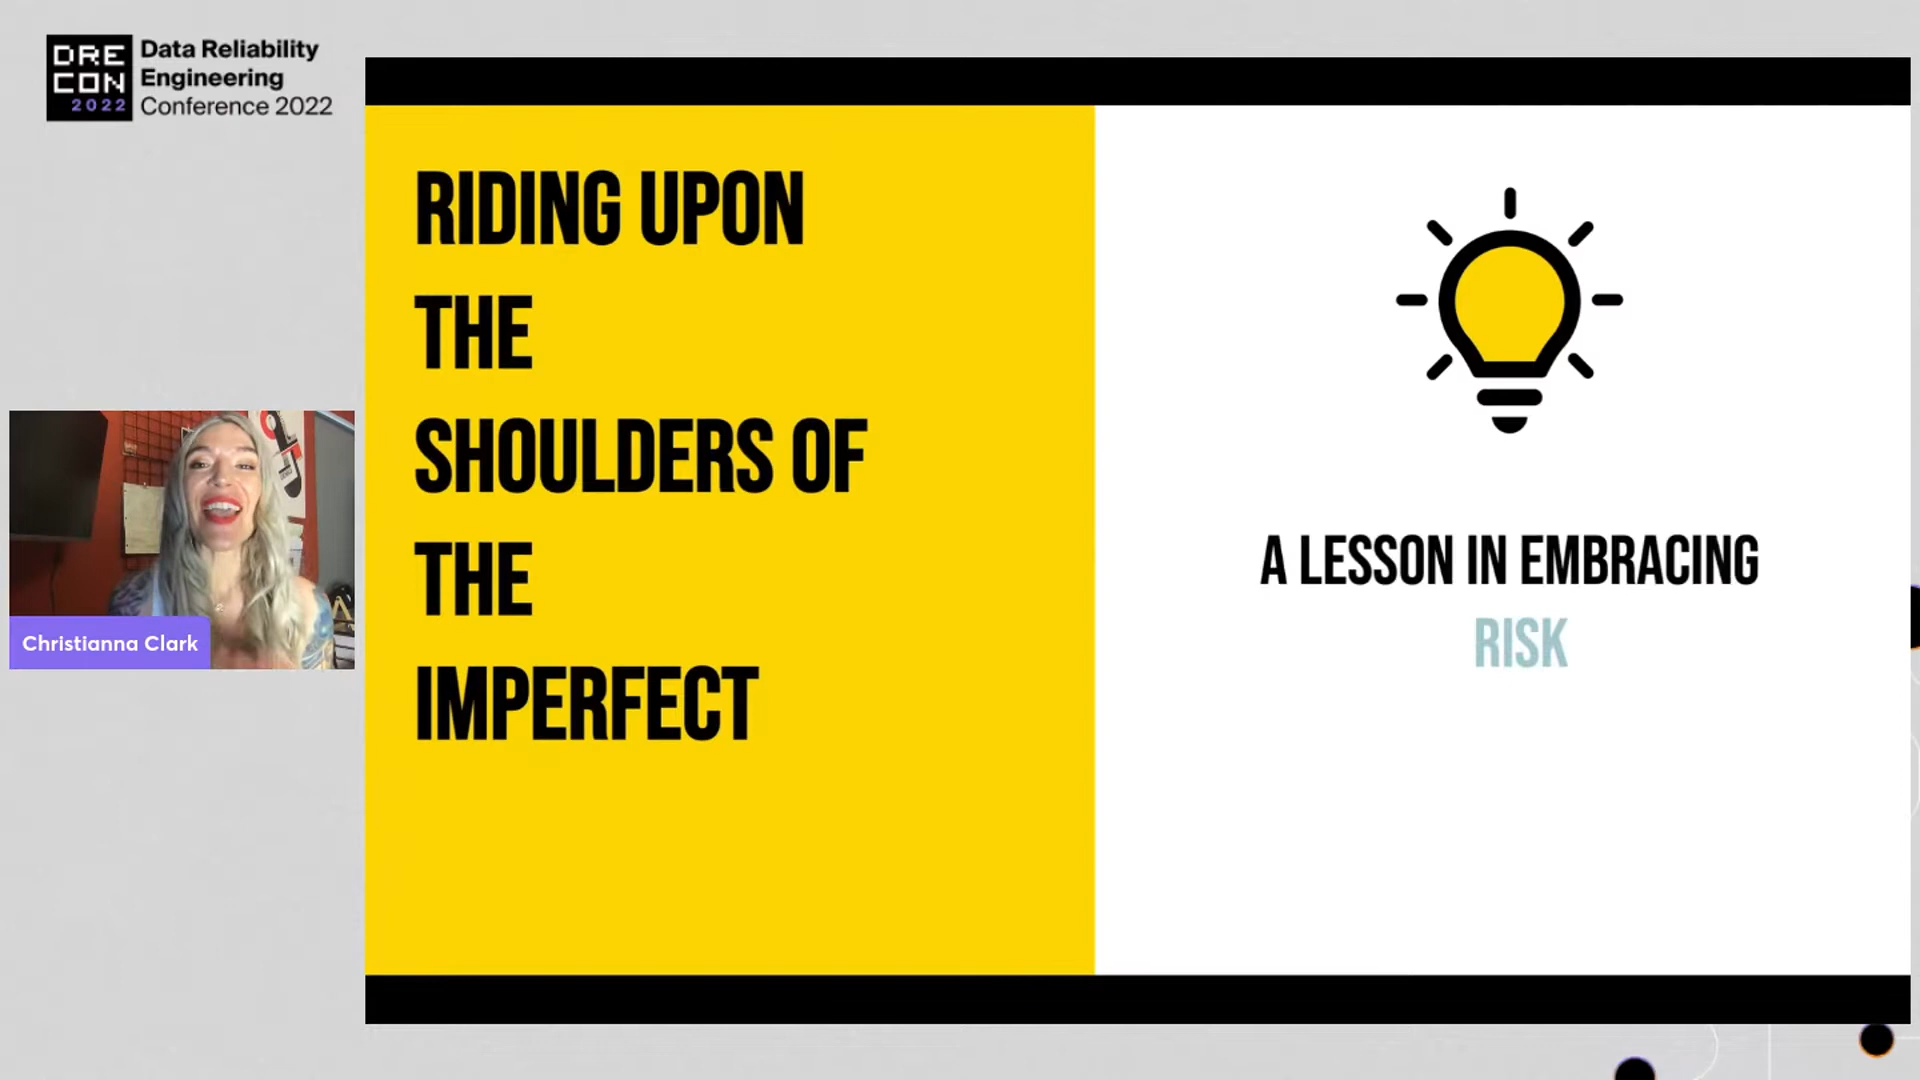 DRE
CON
2022
Data Reliability
Engineering
Conference 2022
RIDING UPON
THE
SHOULDERS OF
THE
IMPERFECT
A LESSON IN EMBRACING
RISK
Christianna Clark